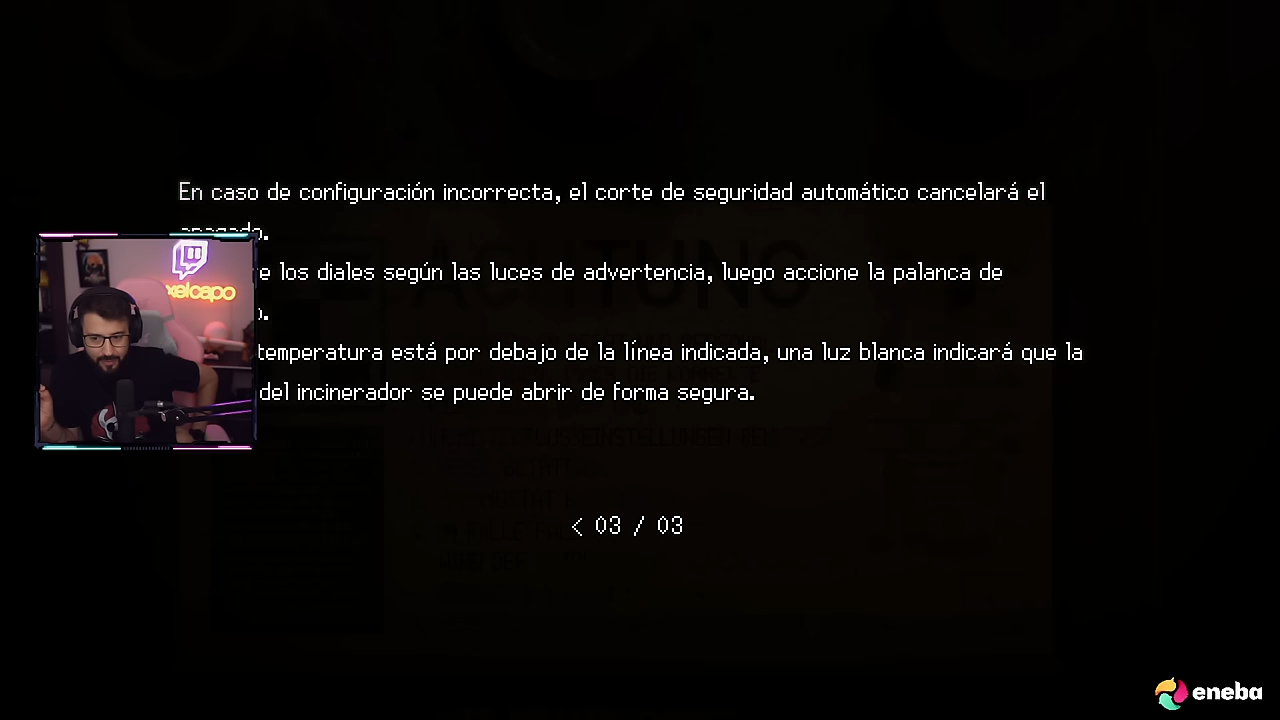 En caso de configuración incorrecta, el corte de seguridad automático cancelará el
apagado.
los diales según las luces de advertencia, luego accione la palanca de
temperatura está por debajo de la línea indicada, una luz blanca indicará que la
del incinerador se puede abrir de forma segura.
< 03 / 03
ACHTUNG
xelcapo
eneba